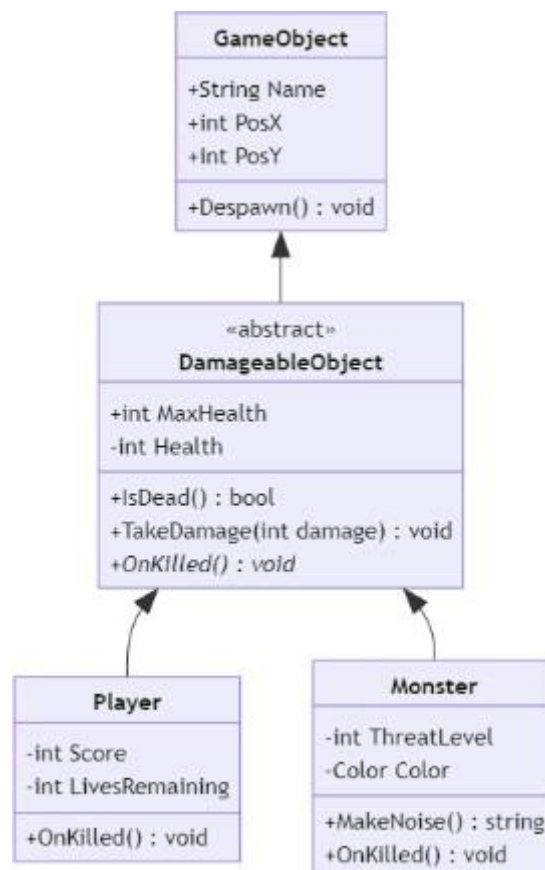 GameObject
+String Name
+int PosX
+int PosY
+Despawn() : void
«abstract»
DamageableObject
+int MaxHealth
-int Health
+IsDead() : bool
+TakeDamage(int damage) : void
+OnKilled() : void
Player
-int Score
-int LivesRemaining
+OnKilled() : void
Monster
-int ThreatLevel
-Color Color
+MakeNoise() : string
+OnKilled() : void